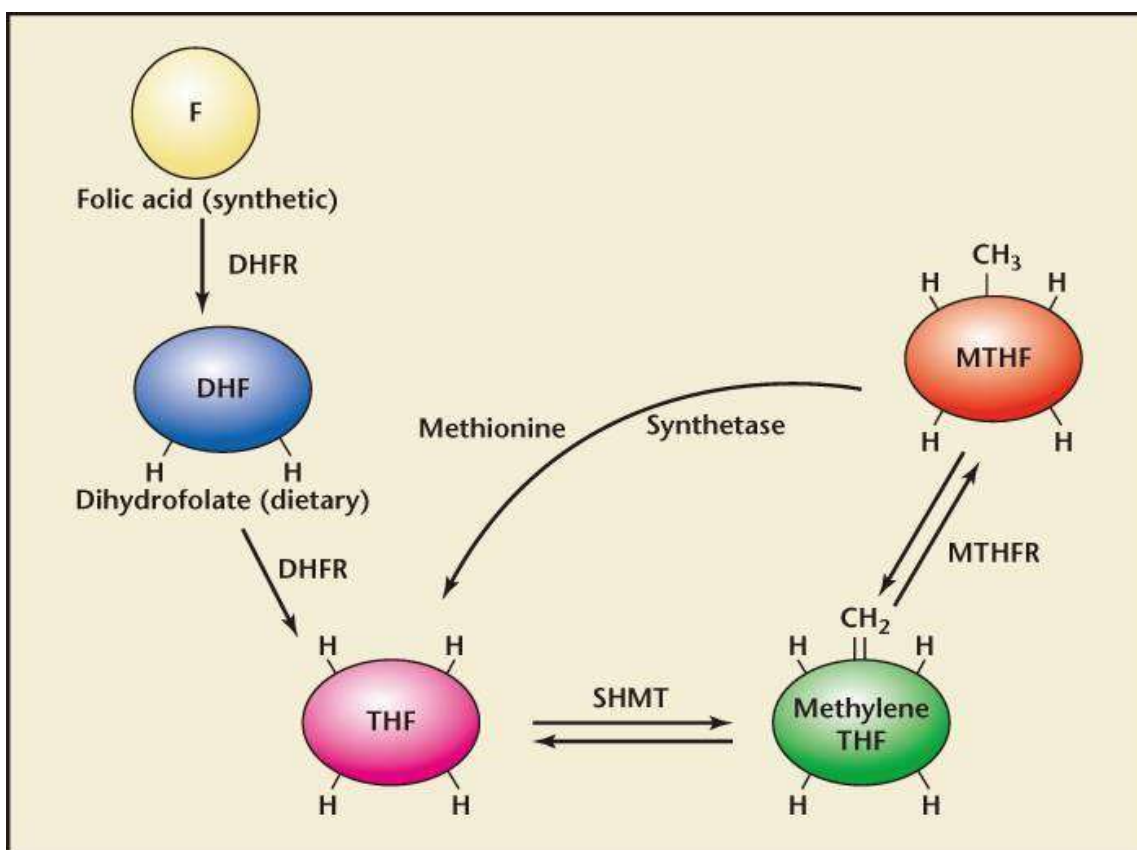 F
Folic acid (synthetic)
DHFR
DHF
H H
Dihydrofolate (dietary)
DHFR
H H
THF
H H
Methionine Synthetase
SHMT
CH₃
H H
MTHF
H H
MTHFR
CH₂
H H
Methylene
THF
H H